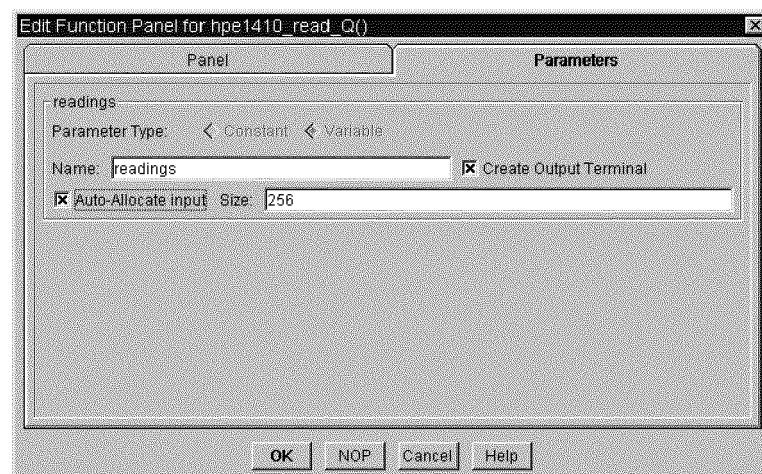 Edit Function Panel for hpe1410_read_Q()
Panel Parameters
readings
Parameter Type: Constant Variable
Name: readings Create Output Terminal
Auto-Allocate input Size: 256
OK NOP Cancel Help